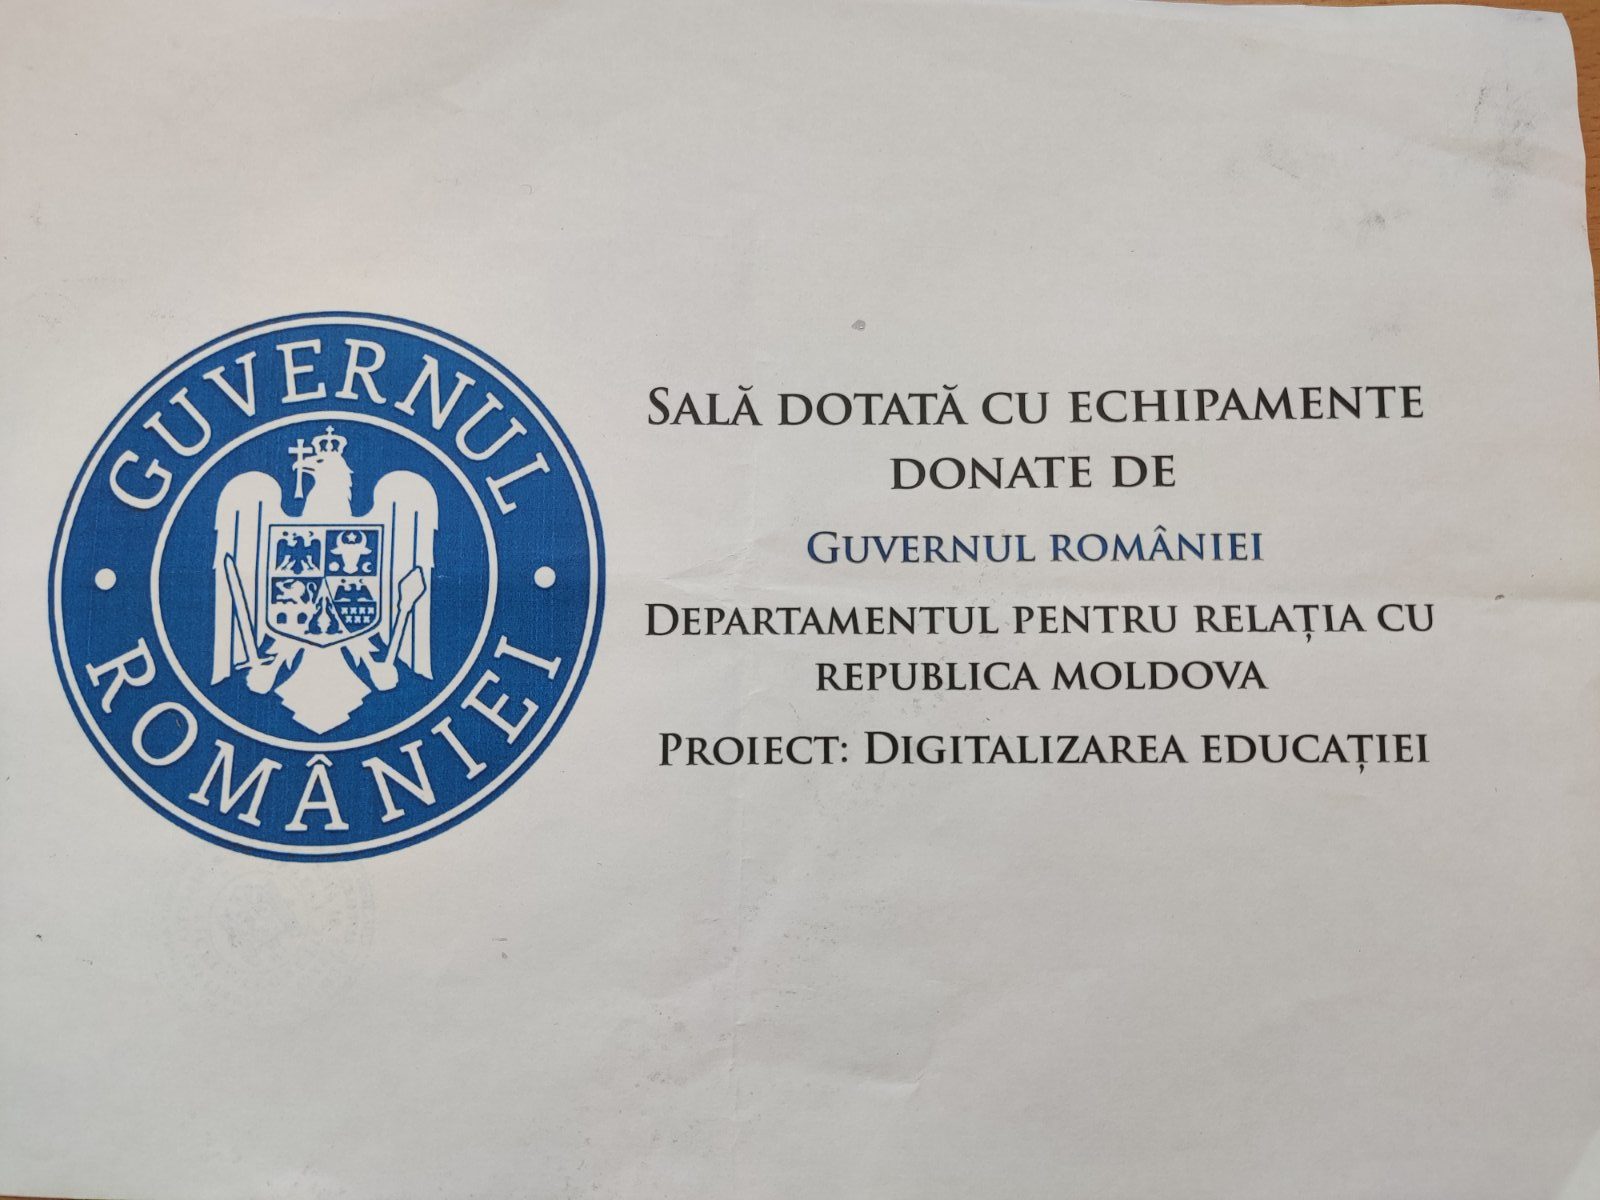 GUVERNUL
ROMÂNIEI
SALĂ DOTATĂ CU ECHIPAMENTE
DONATE DE
GUVERNUL ROMÂNIEI
DEPARTAMENTUL PENTRU RELAȚIA CU
REPUBLICA MOLDOVA
PROIECT: DIGITALIZAREA EDUCAȚIEI